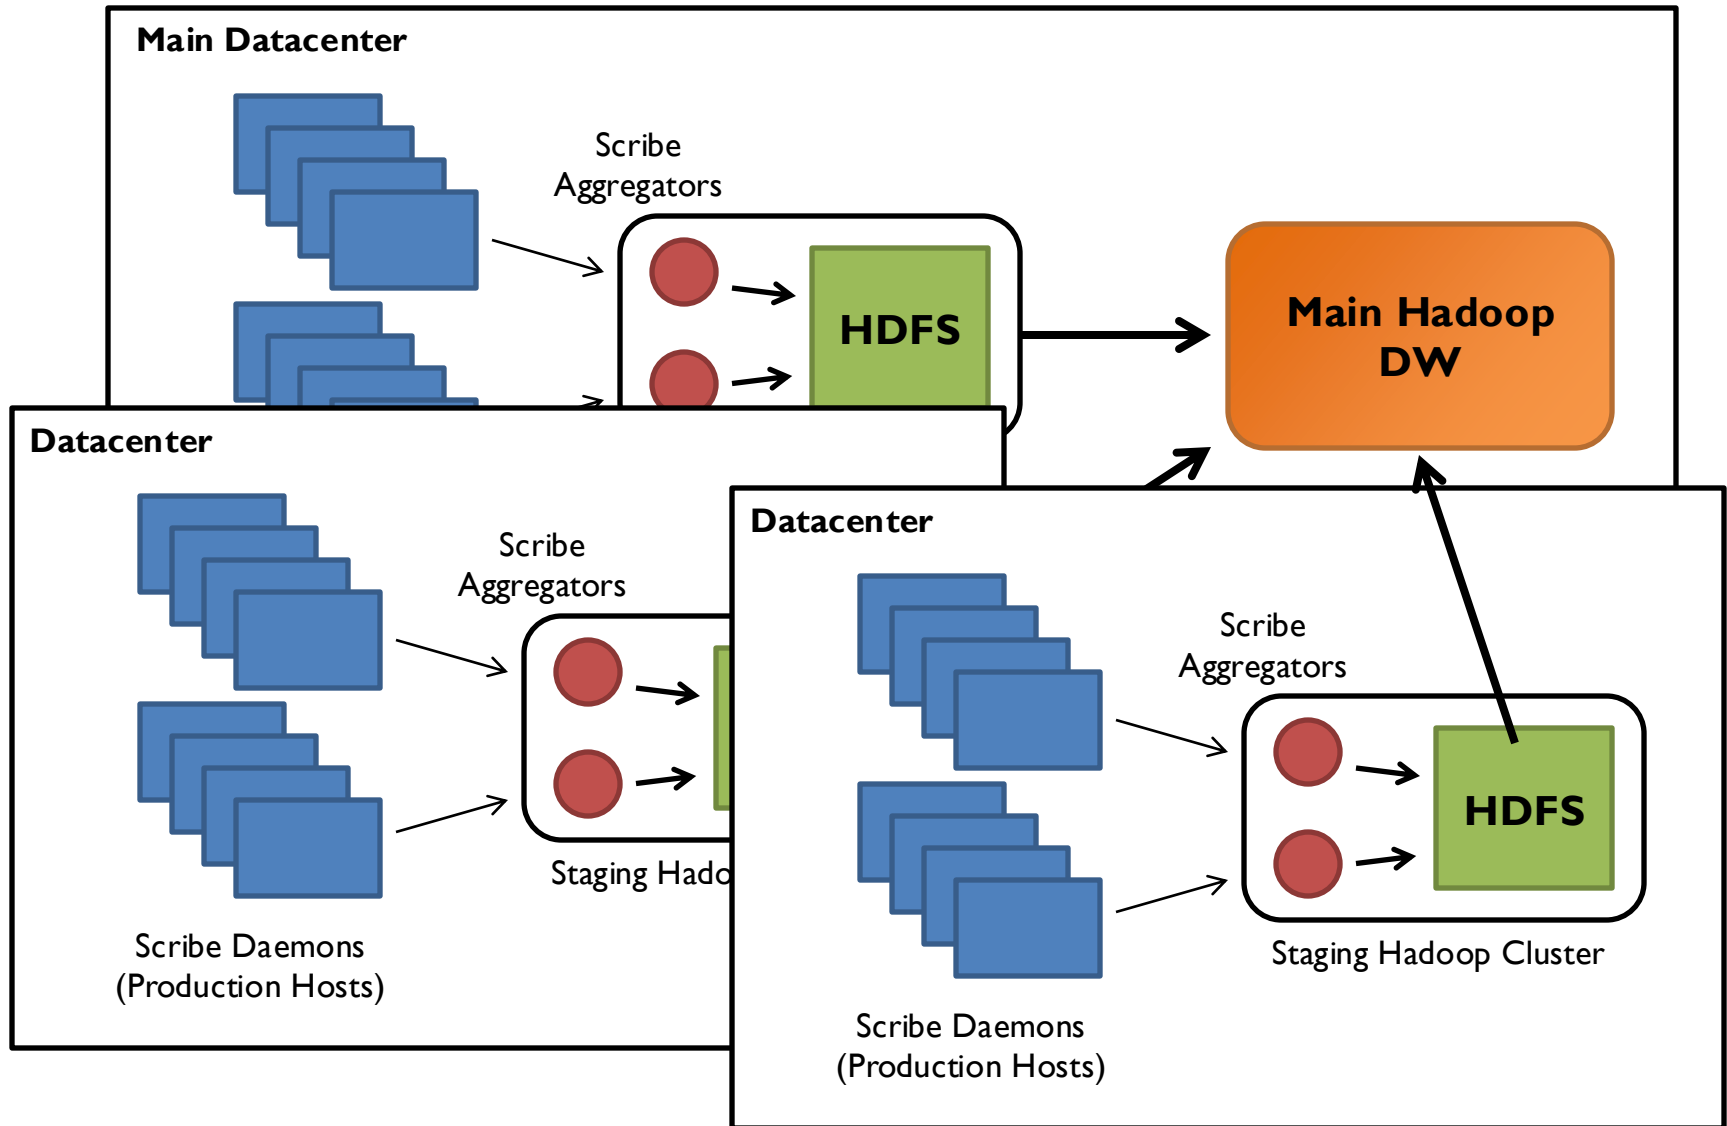 Main Datacenter
Scribe
Aggregators
HDFS
Main Hadoop
DW
Datacenter
Scribe
Aggregators
Staging Hado
Scribe Daemons
(Production Hosts)
Datacenter
Scribe
Aggregators
HDFS
Staging Hadoop Cluster
Scribe Daemons
(Production Hosts)